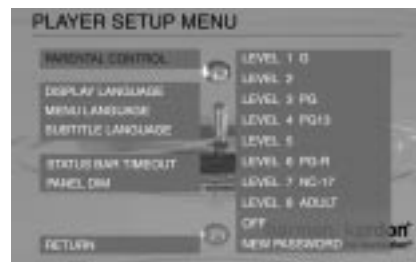 PLAYER SETUP MENU
PARENTAL CONTROL
DISPLAY LANGUAGE
MENU LANGUAGE
SUBTITLE LANGUAGE
STATUS BAR TIMEOUT
PANEL DIM
RETURN
LEVEL 1 G
LEVEL 2
LEVEL 3 PG
LEVEL 4 PG13
LEVEL 5
LEVEL 6 PG-R
LEVEL 7 NC-17
LEVEL 8 ADULT
OFF
harman/kardon
NEW PASSWORD